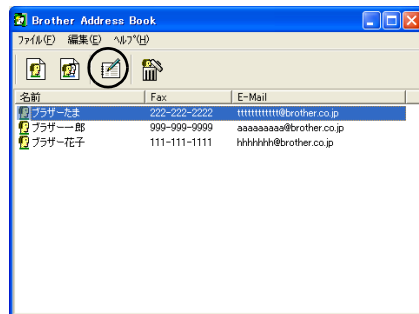 Brother Address Book
ファイル(F) 編集(E) ヘルプ(H)
名前 Fax E-Mail
ブラザーたま 222-222-2222 tttttttttttt@brother.co.jp
ブラザー一郎 999-999-9999 aaaaaaaaa@brother.co.jp
ブラザー花子 111-111-1111 hhhhhhh@brother.co.jp